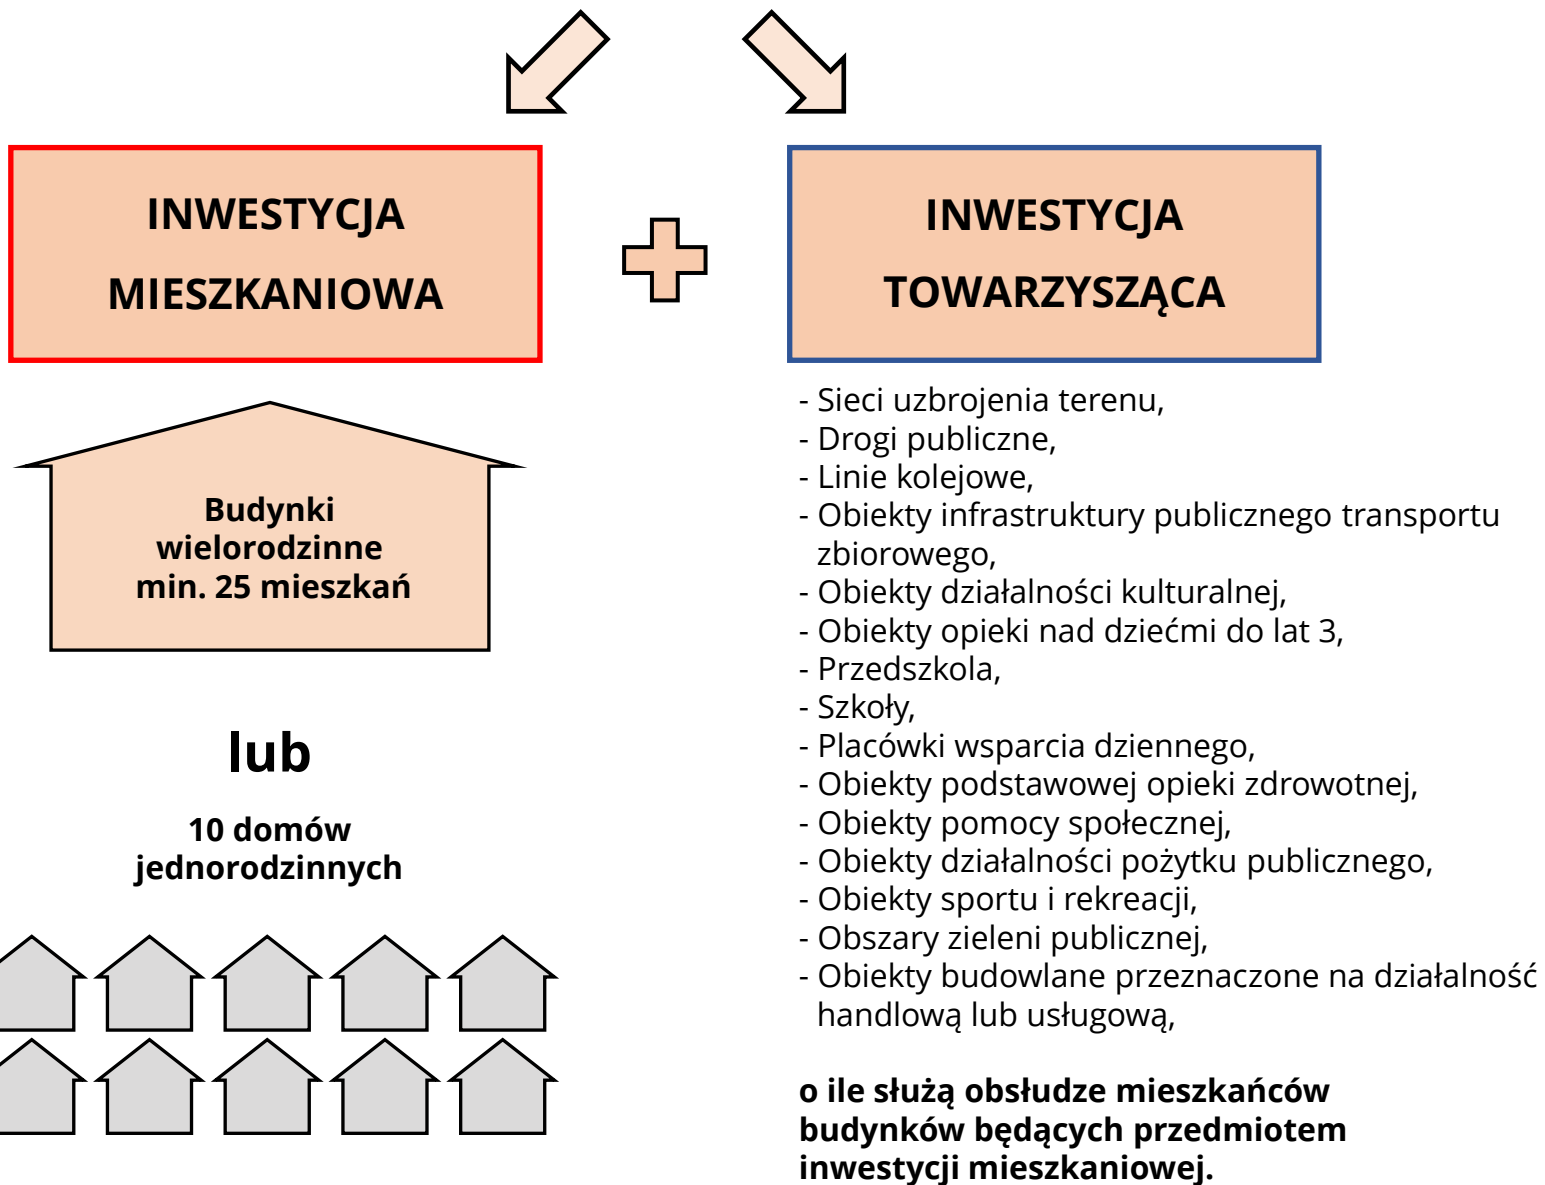 INWESTYCJA
MIESZKANIOWA
INWESTYCJA
TOWARZYSZĄCA
Budynki
wielorodzinne
min. 25 mieszkań
lub
10 domów
jednorodzinnych
- Sieci uzbrojenia terenu,
- Drogi publiczne,
- Linie kolejowe,
- Obiekty infrastruktury publicznego transportu
zbiorowego,
- Obiekty działalności kulturalnej,
- Obiekty opieki nad dziećmi do lat 3,
- Przedszkola,
- Szkoły,
- Placówki wsparcia dziennego,
- Obiekty podstawowej opieki zdrowotnej,
- Obiekty pomocy społecznej,
- Obiekty działalności pożytku publicznego,
- Obiekty sportu i rekreacji,
- Obszary zieleni publicznej,
- Obiekty budowlane przeznaczone na działalność
handlową lub usługową,
o ile służą obsłudze mieszkańców
budynków będących przedmiotem
inwestycji mieszkaniowej.